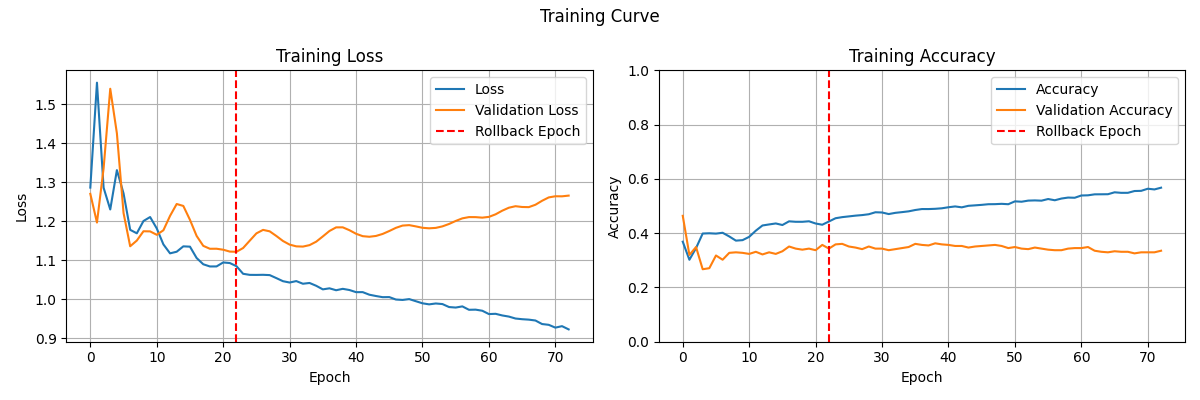 Training Curve
Training Loss
Loss
Validation Loss
Rollback Epoch
1.5
1.4
1.3
1.2
1.1
1.0
0.9
Loss
0 10 20 30 40 50 60 70
Epoch
Training Accuracy
Accuracy
Validation Accuracy
Rollback Epoch
1.0
0.8
0.6
0.4
0.2
0.0
Accuracy
0 10 20 30 40 50 60 70
Epoch